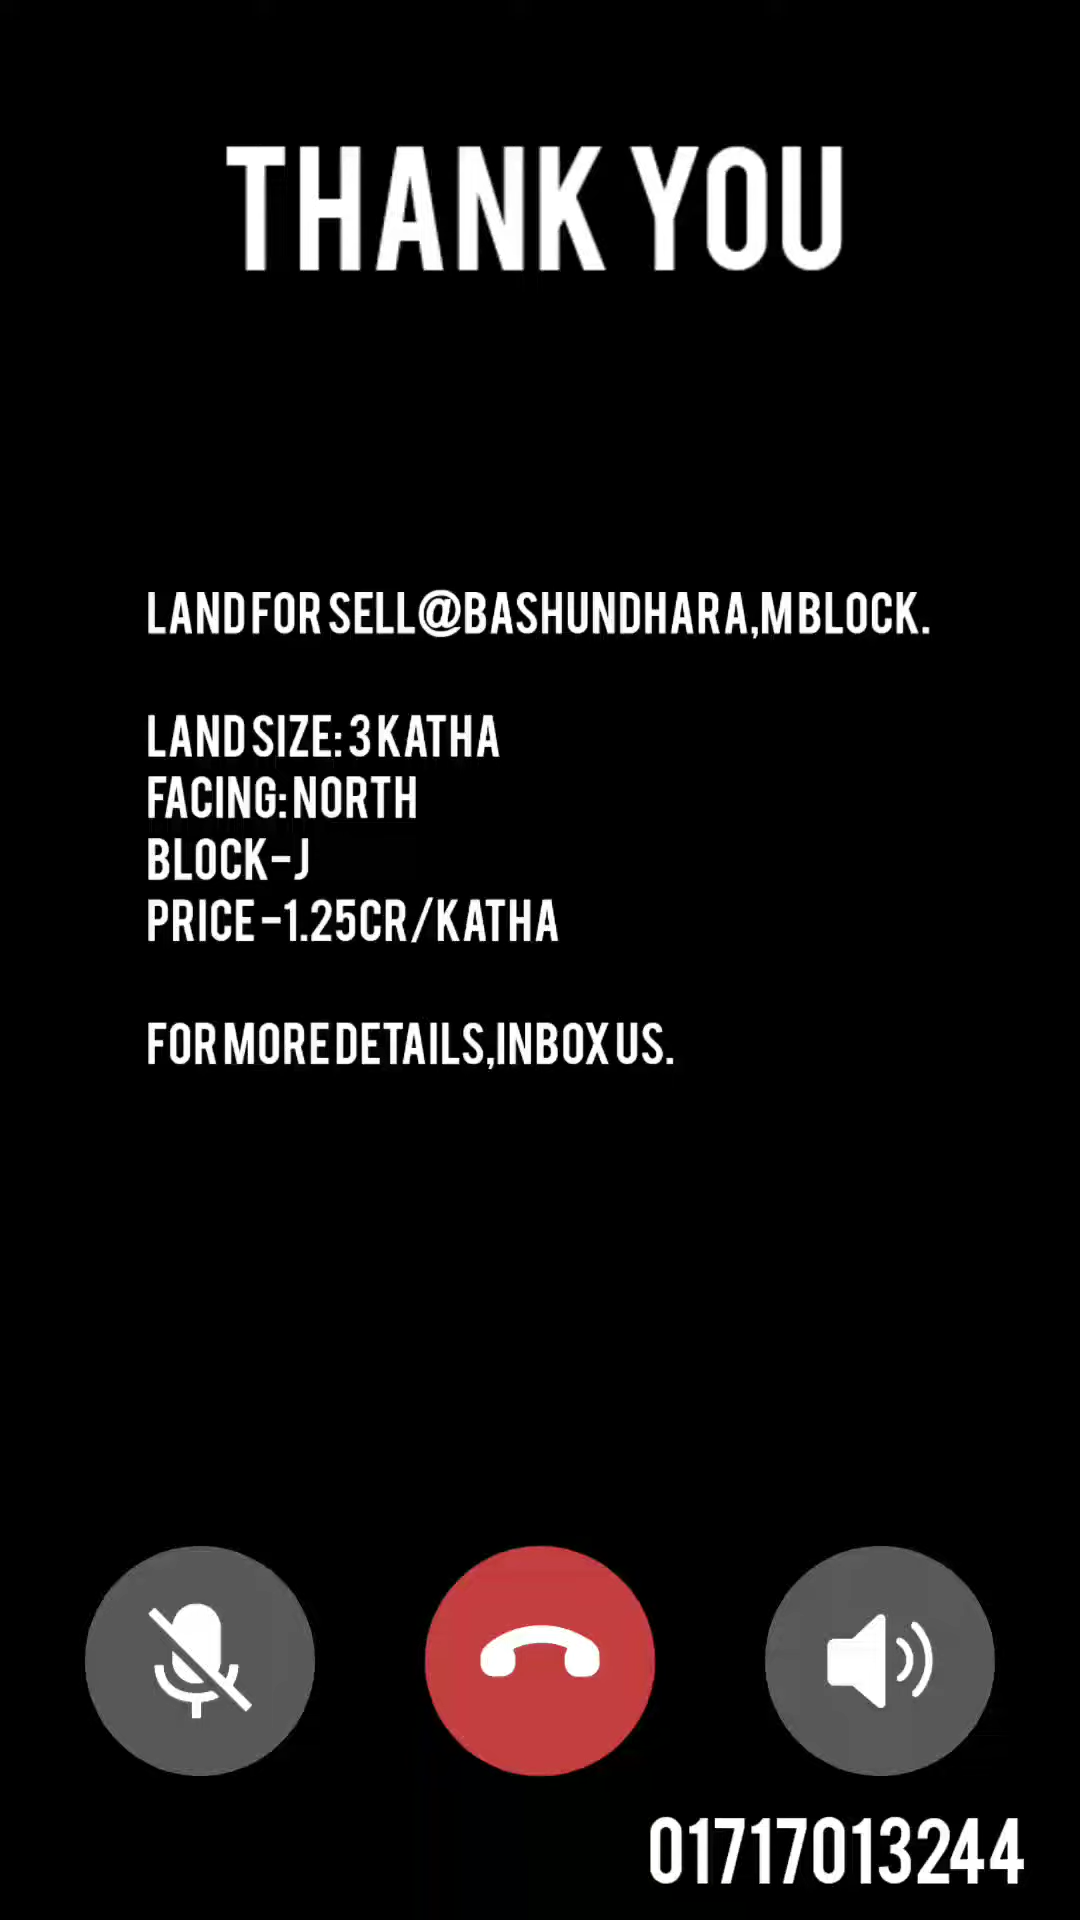 THANK YOU
LAND FOR SELL@BASHUNDHARA,M BLOCK.
LAND SIZE: 3 KATHA
FACING: NORTH
BLOCK-J
PRICE -1.25CR/KATHA
FOR MORE DETAILS,INBOX US.
01717013244